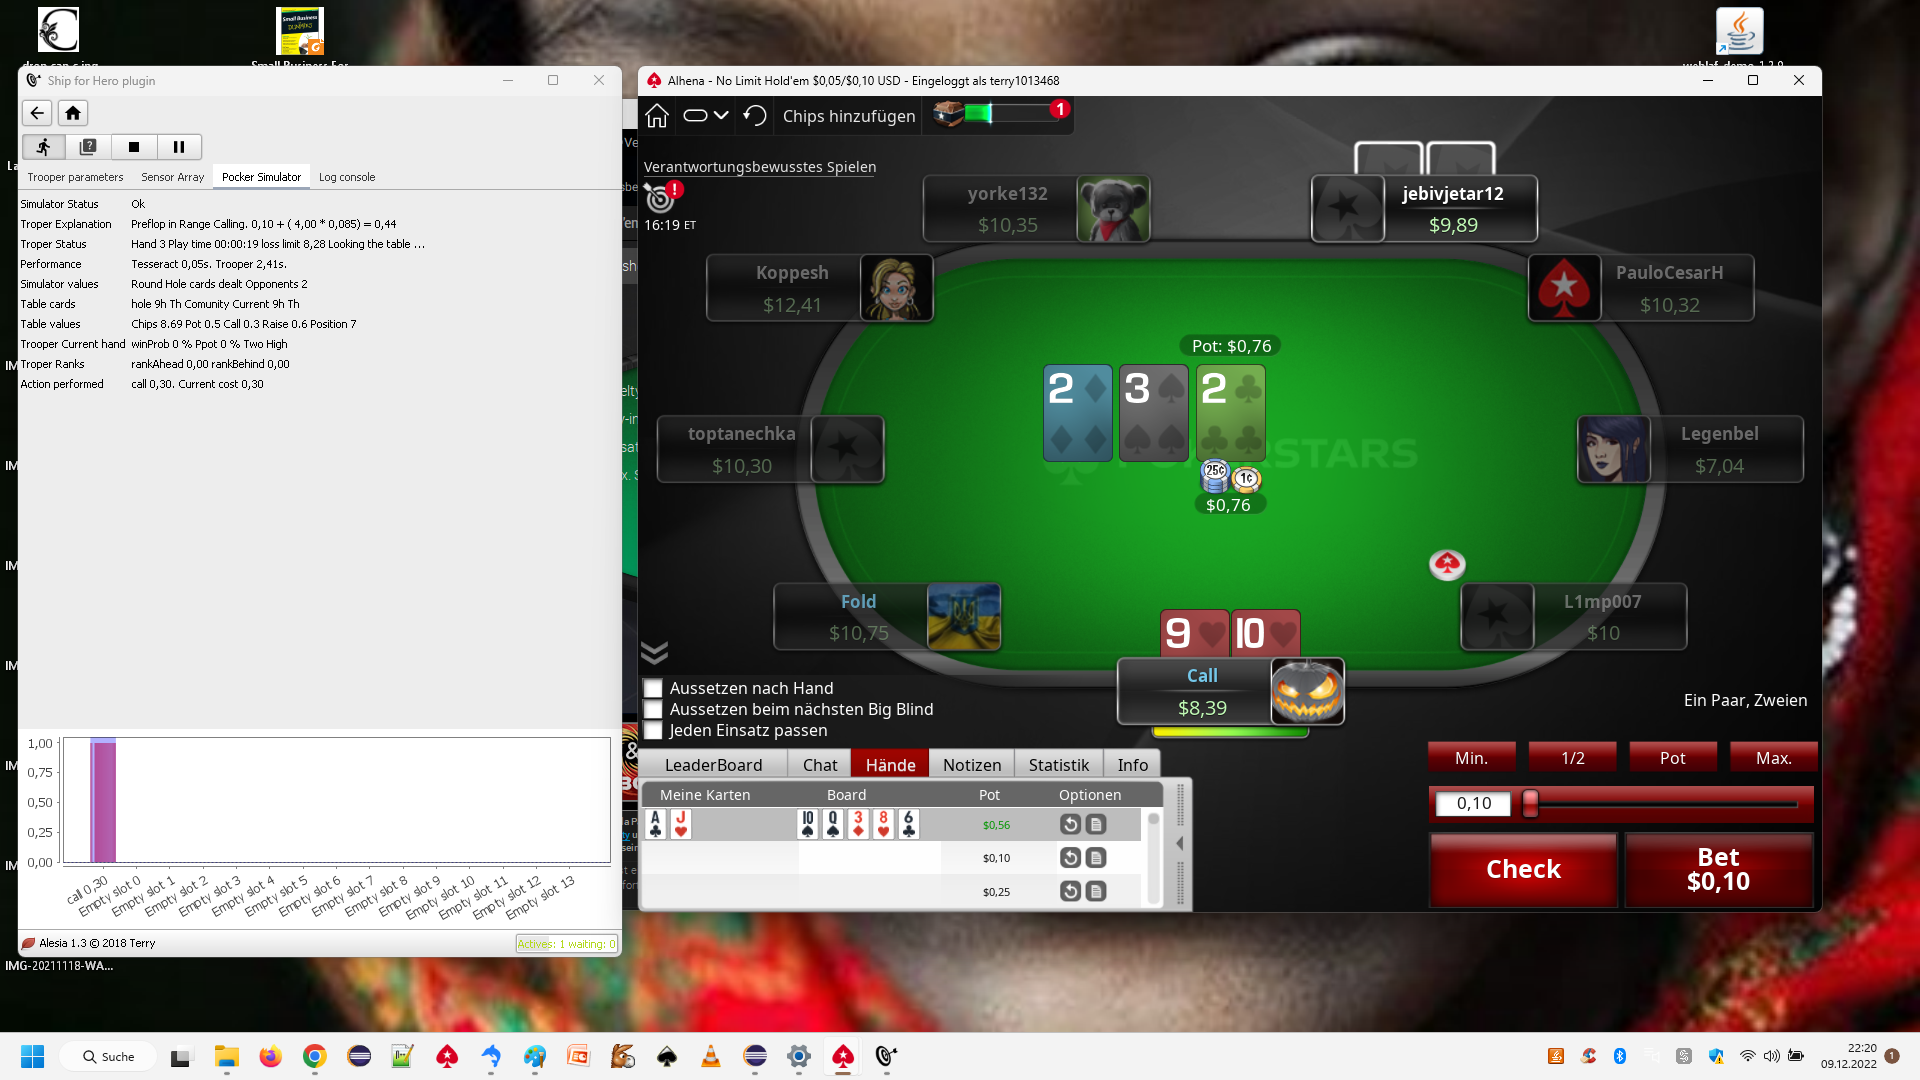 Ship for Hero plugin
Trooper parameters
Sensor Array
Pocker Simulator
Log console
Simulator Status Ok
Troper Explanation Preflop in Range Calling. 0,10 + ( 4,00 * 0,085) = 0,44
Troper Status Hand 3 Play time 00:00:19 loss limit 8,28 Looking the table ...
Performance Tesseract 0,05s. Trooper 2,41s.
Simulator values Round Hole cards dealt Opponents 2
Table cards hole 9h Th Comunity Current 9h Th
Table values Chips 8.69 Pot 0.5 Call 0.3 Raise 0.6 Position 7
Trooper Current hand winProb 0 % Ppot 0 % Two High
Troper Ranks rankAhead 0,00 rankBehind 0,00
Action performed call 0,30. Current cost 0,30
1,00
0,75
0,50
0,25
0,00
call 0,30
Empty slot 0
Empty slot 1
Empty slot 2
Empty slot 3
Empty slot 4
Empty slot 5
Empty slot 6
Empty slot 7
Empty slot 8
Empty slot 9
Empty slot 10
Empty slot 11
Empty slot 12
Empty slot 13
Alesia 1.3 © 2018 Terry
Actives: 1 waiting: 0
IMG-20211118-WA...
Alhena - No Limit Hold'em $0,05/$0,10 USD - Eingeloggt als terry1013468
Chips hinzufügen
1
Verantwortungsbewusstes Spielen
16:19 ET
yorke132
$10,35
jebivjetar12
$9,89
Koppesh
$12,41
PauloCesarH
$10,32
Pot: $0,76
2 3 2
toptanechka
$10,30
Legenbel
$7,04
25¢ 1¢
$0,76
Fold
$10,75
9 10
L1mp007
$10
Call
$8,39
Aussetzen nach Hand
Aussetzen beim nächsten Big Blind
Jeden Einsatz passen
Ein Paar, Zweien
LeaderBoard Chat Hände Notizen Statistik Info
Meine Karten Board Pot Optionen
A J 10 Q 3 8 6 $0,56
$0,10
$0,25
Min. 1/2 Pot Max.
0,10
Check
Bet
$0,10
Suche
22:20
09.12.2022
1